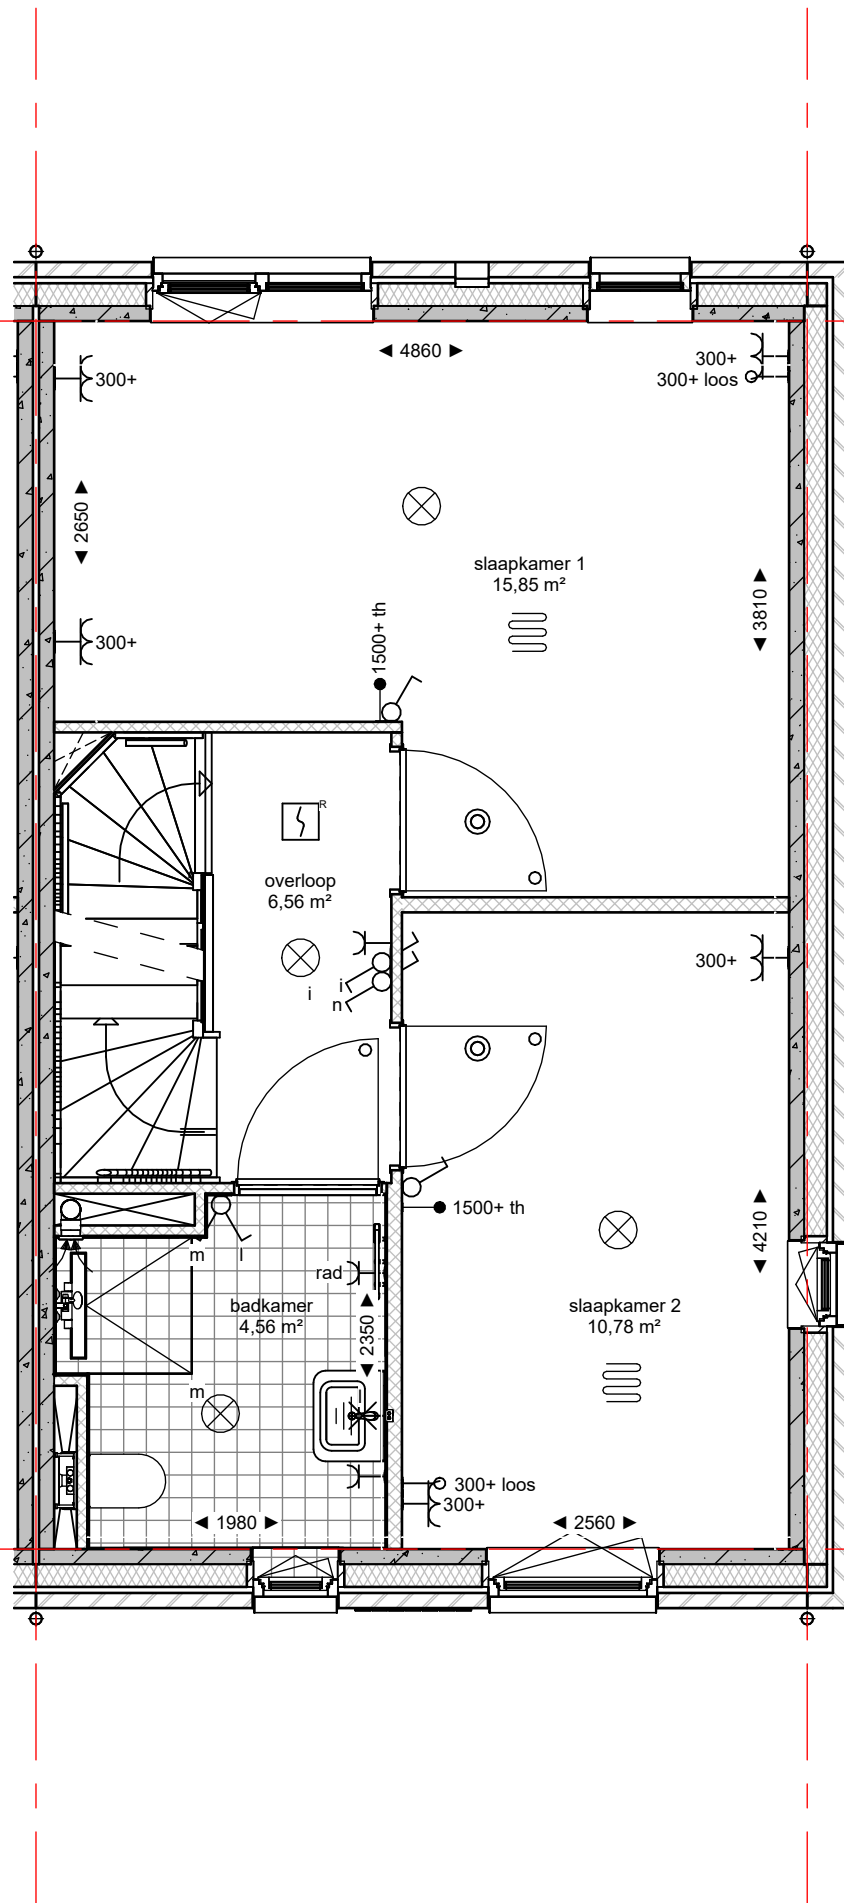 4860
300+
300+
300+ loos
2650
slaapkamer 1
15,85 m²
3810
300+
1500+ th
R
overloop
6,56 m²
300+
i
i
n
1500+ th
4210
m
l
rad
badkamer
4,56 m²
2350
slaapkamer 2
10,78 m²
m
300+ loos
300+
1980
2560